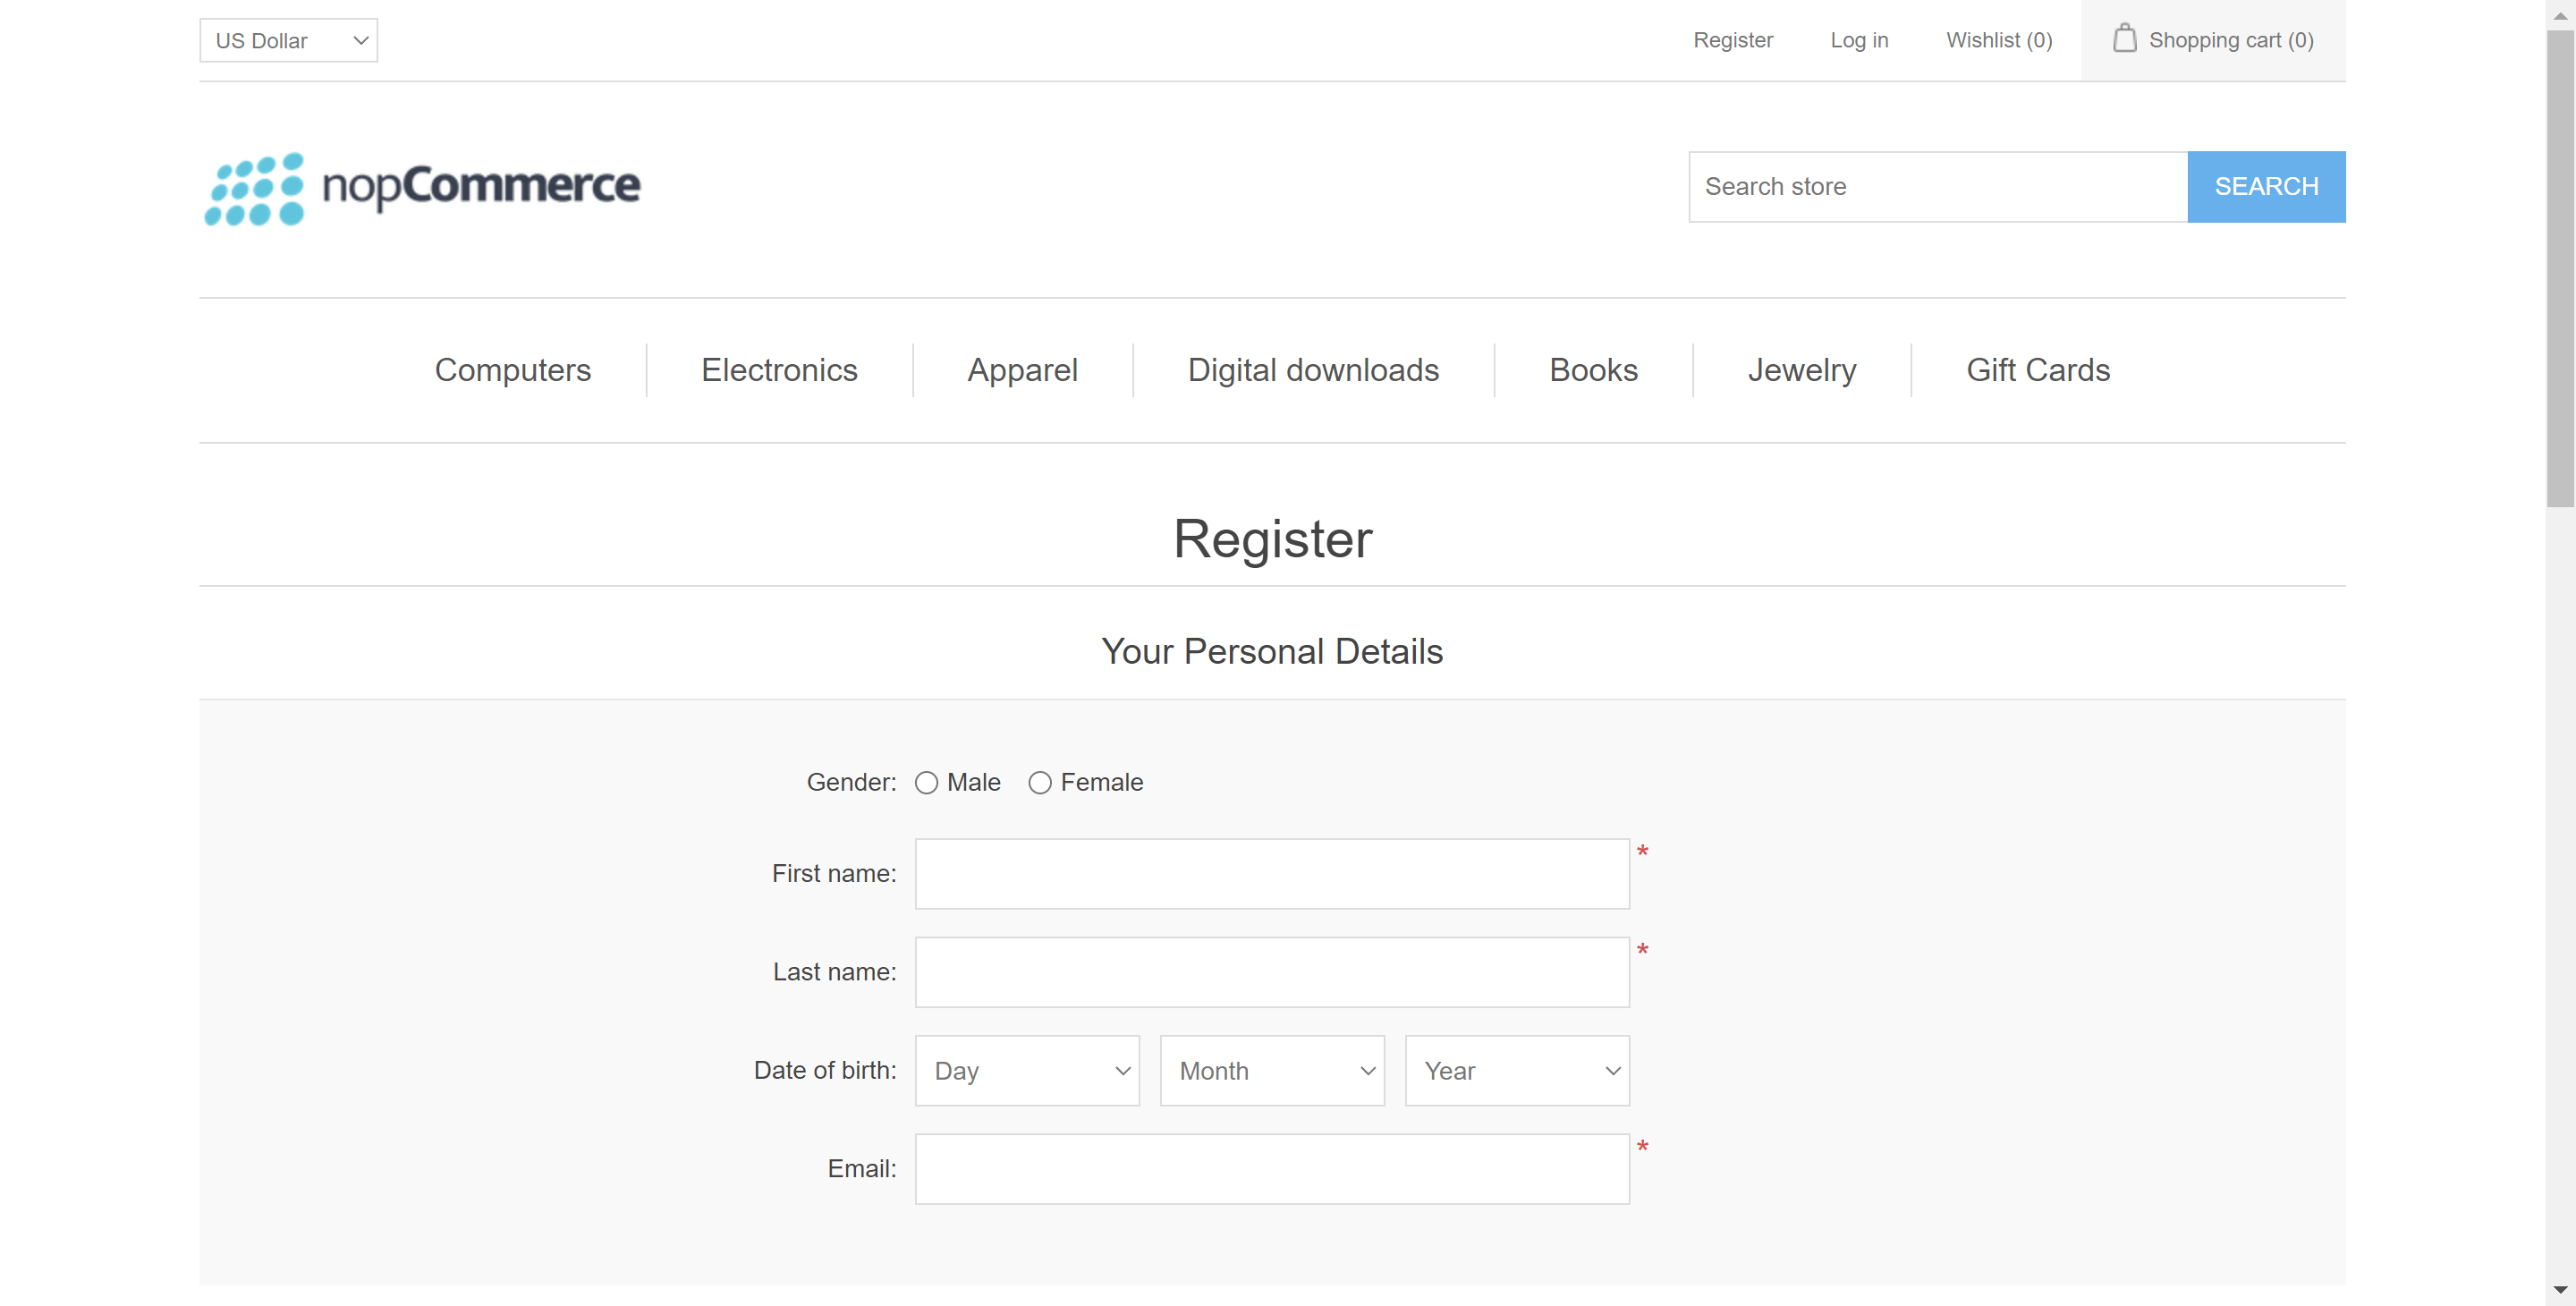 US Dollar Register Log in Wishlist (0) Shopping cart (0)
nopCommerce
Search store SEARCH
Computers Electronics Apparel Digital downloads Books Jewelry Gift Cards
Register
Your Personal Details
Gender: Male Female
First name: *
Last name: *
Date of birth: Day Month Year
Email: *